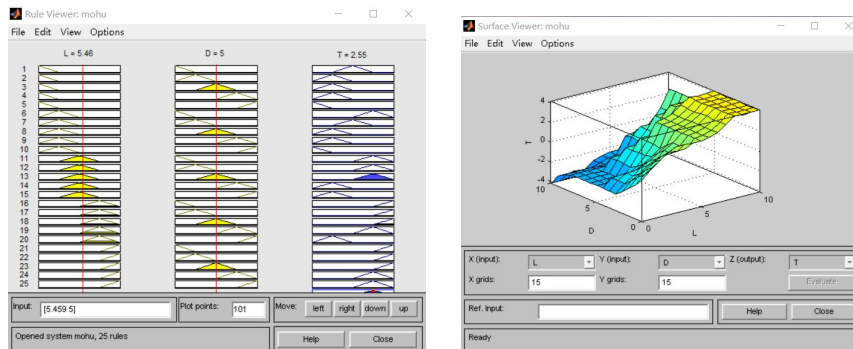 Rule Viewer: mohu
File Edit View Options
L = 5.46 D = 5 T = 2.55
1
2
3
4
5
6
7
8
9
10
11
12
13
14
15
16
17
18
19
20
21
22
23
24
25
Input: [5.459 5] Plot points: 101 Move: left right down up
Opened system mohu, 25 rules Help Close
Surface Viewer: mohu
File Edit View Options
4
2
0
-2
-4
10
5
0
0
5
10
T
D
L
X (input): L Y (input): D Z (output): T
X grids: 15 Y grids: 15 Evaluate
Ref. Input: Help Close
Ready